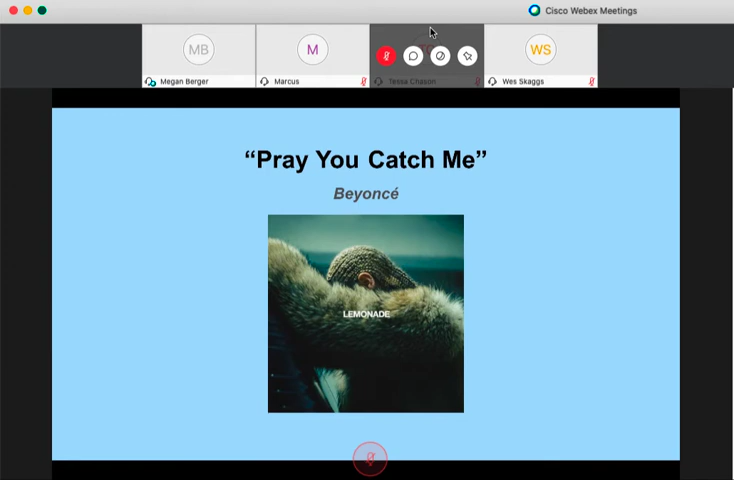 Cisco Webex Meetings
MB
M
WS
Megan Berger
Marcus
Tessa Chason
Wes Skaggs
“Pray You Catch Me”
Beyoncé
LEMONADE